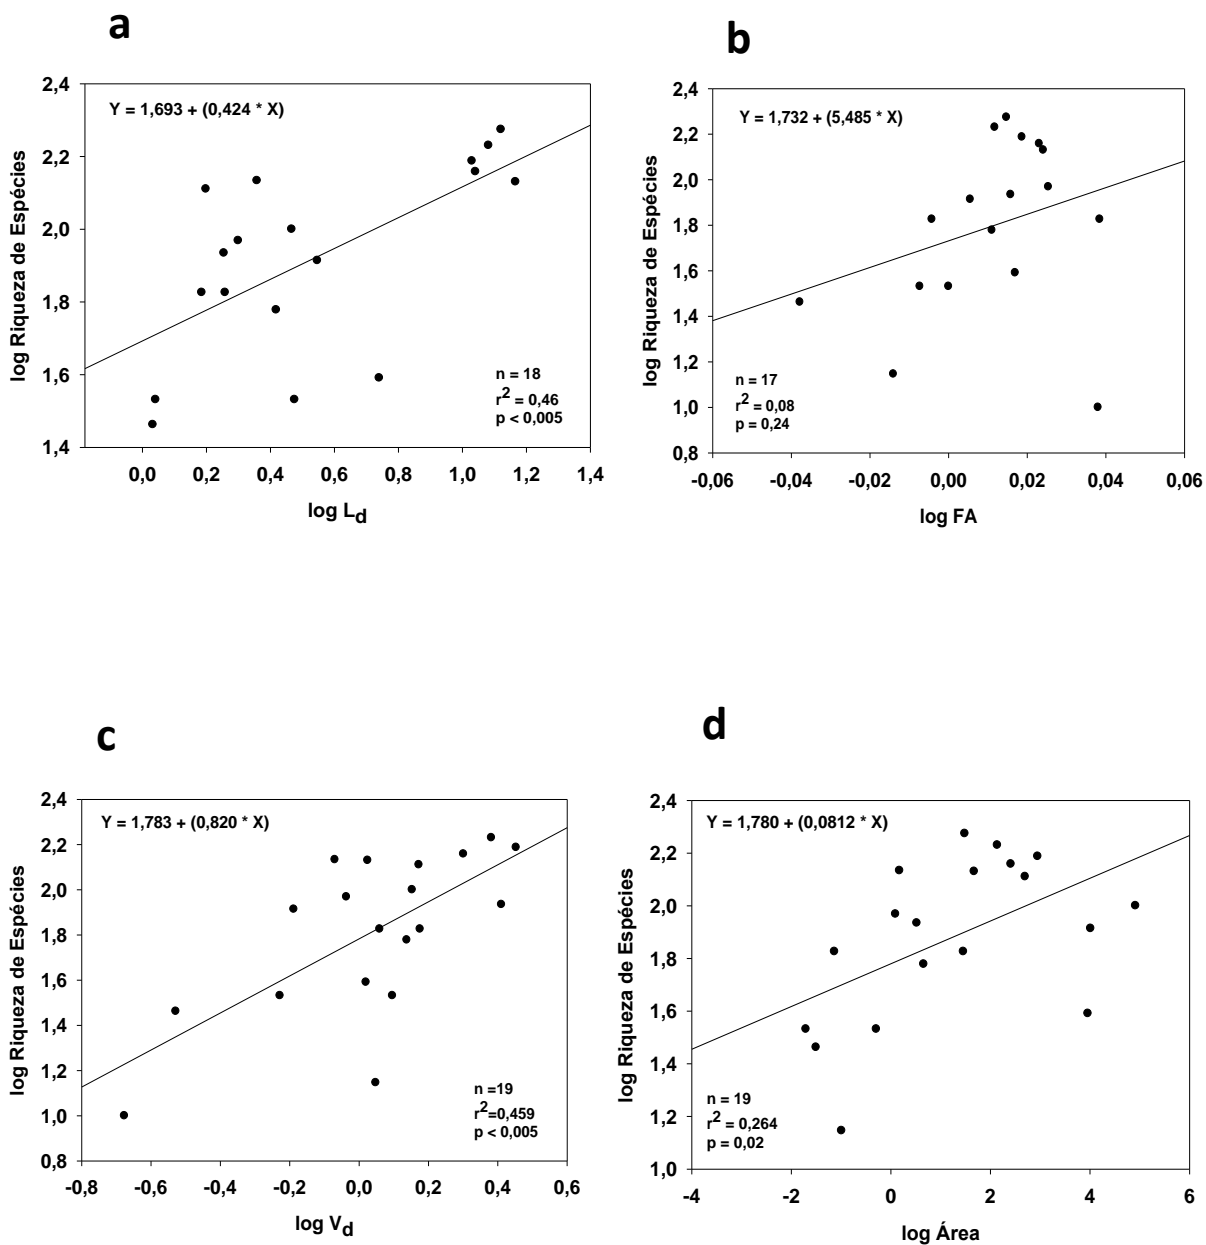 a
Y = 1,693 + (0,424 * X)
log Riqueza de Espécies
2,4
2,2
2,0
1,8
1,6
1,4
n = 18
r2 = 0,46
p < 0,005
0,0 0,2 0,4 0,6 0,8 1,0 1,2 1,4
log Ld
b
Y = 1,732 + (5,485 * X)
log Riqueza de Espécies
2,4
2,2
2,0
1,8
1,6
1,4
1,2
1,0
0,8
n = 17
r2 = 0,08
p = 0,24
-0,06 -0,04 -0,02 0,00 0,02 0,04 0,06
log FA
c
Y = 1,783 + (0,820 * X)
log Riqueza de Espécies
2,4
2,2
2,0
1,8
1,6
1,4
1,2
1,0
0,8
n =19
r2=0,459
p < 0,005
-0,8 -0,6 -0,4 -0,2 0,0 0,2 0,4 0,6
log Vd
d
Y = 1,780 + (0,0812 * X)
log Riqueza de Espécies
2,4
2,2
2,0
1,8
1,6
1,4
1,2
1,0
n = 19
r2 = 0,264
p = 0,02
-4 -2 0 2 4 6
log Área